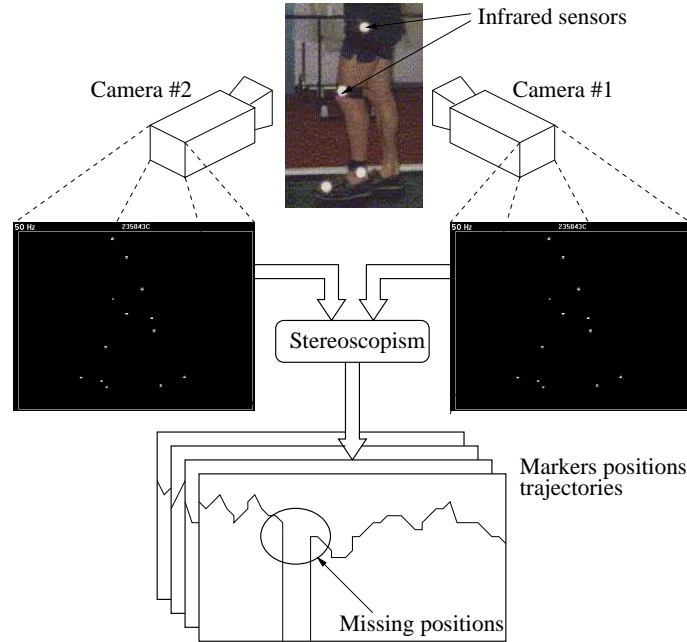 Infrared sensors
Camera #2
Camera #1
50 Hz
235043C
50 Hz
235043C
Stereoscopism
Markers positions
trajectories
Missing positions